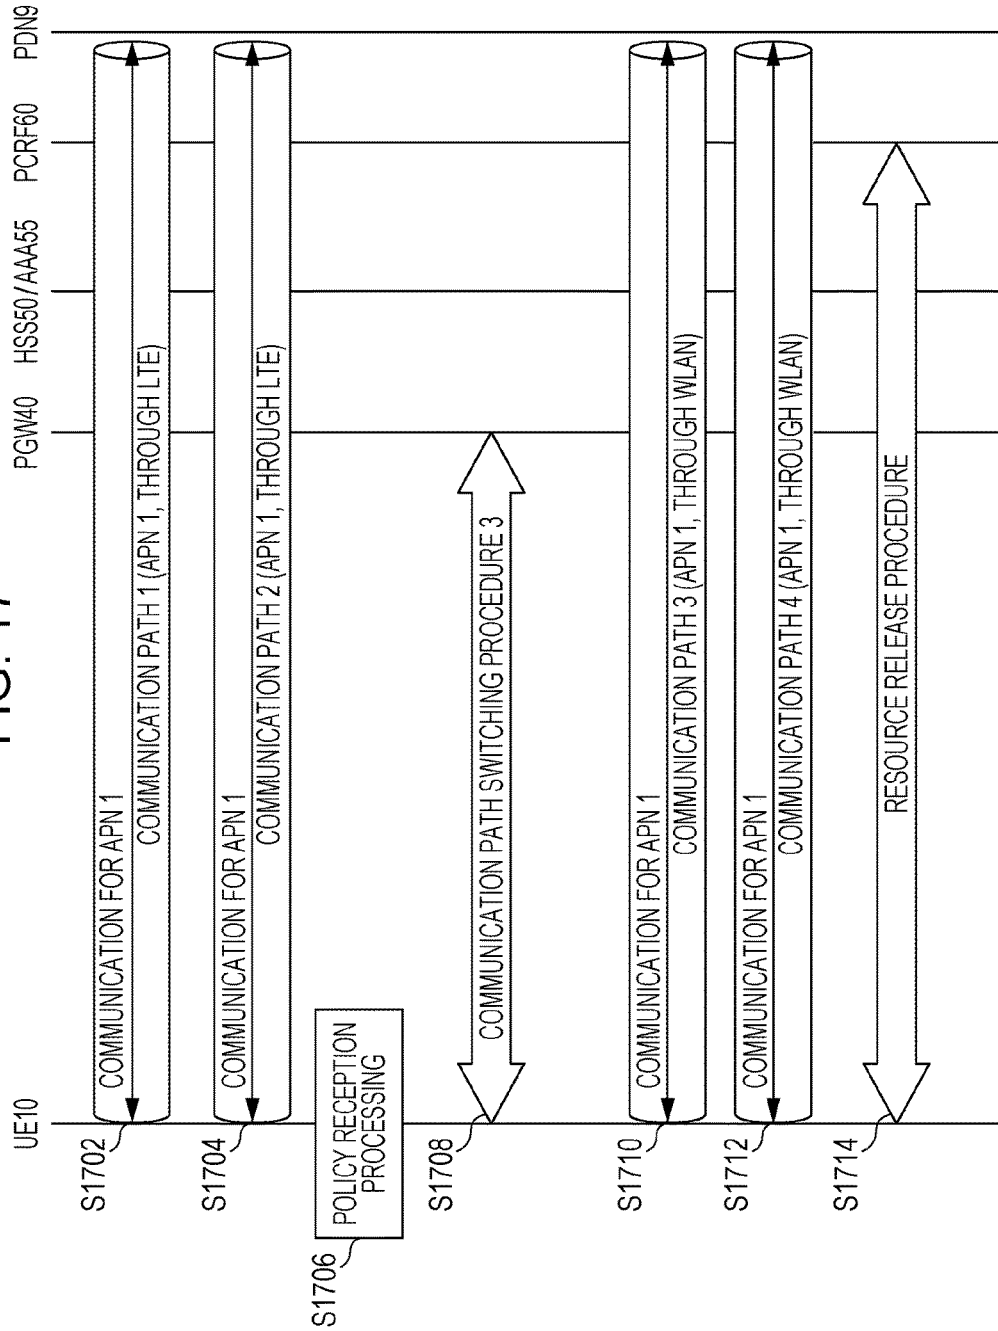 FIG. 17
UE10
PGW40
HSS50/AAA55
PCRF60
PDN9
S1702
COMMUNICATION FOR APN 1
COMMUNICATION PATH 1 (APN 1, THROUGH LTE)
S1704
COMMUNICATION FOR APN 1
COMMUNICATION PATH 2 (APN 1, THROUGH LTE)
S1706
POLICY RECEPTION
PROCESSING
S1708
COMMUNICATION PATH SWITCHING PROCEDURE 3
S1710
COMMUNICATION FOR APN 1
COMMUNICATION PATH 3 (APN 1, THROUGH WLAN)
S1712
COMMUNICATION FOR APN 1
COMMUNICATION PATH 4 (APN 1, THROUGH WLAN)
S1714
RESOURCE RELEASE PROCEDURE